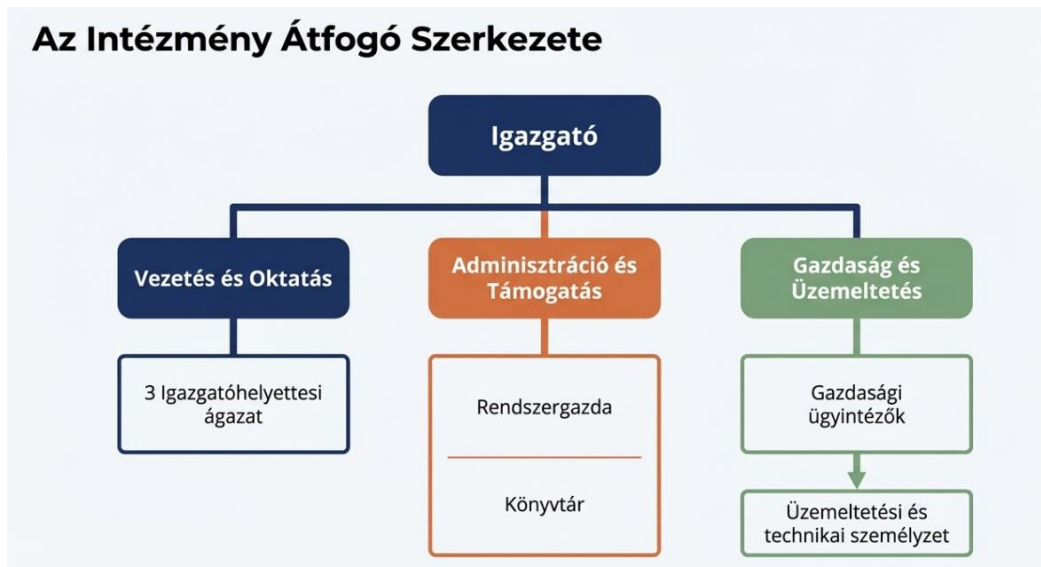 Az Intézmény Átfogó Szerkezete
Igazgató
Vezetés és Oktatás
3 Igazgatóhelyettesi
ágazat
Adminisztráció és
Támogatás
Rendszergazda
Könyvtár
Gazdaság és
Üzemeltetés
Gazdasági
ügyintézők
Üzemeltetési és
technikai személyzet